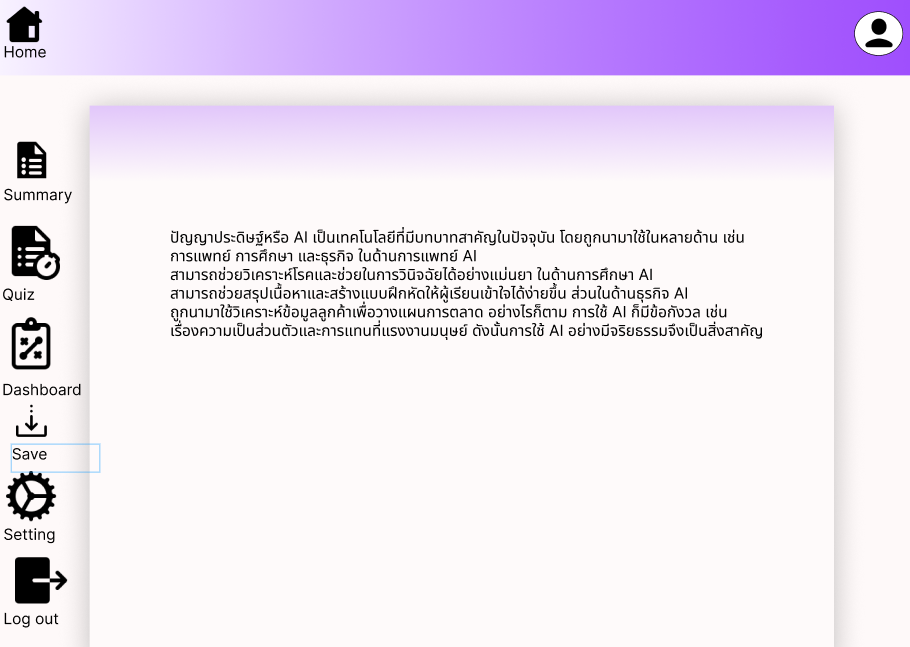 Home
Summary
Quiz
Dashboard
Save
Setting
Log out
ปัญญาประดิษฐ์หรือ AI เป็นเทคโนโลยีที่มีบทบาทสำคัญในปัจจุบัน โดยถูกนำมาใช้ในหลายด้าน เช่น
การแพทย์ การศึกษา และธุรกิจ ในด้านการแพทย์ AI
สามารถช่วยวิเคราะห์โรคและช่วยในการวินิจฉัยได้อย่างแม่นยำ ในด้านการศึกษา AI
สามารถช่วยสรุปเนื้อหาและสร้างแบบฝึกหัดให้ผู้เรียนเข้าใจได้ง่ายขึ้น ส่วนในด้านธุรกิจ AI
ถูกนำมาใช้วิเคราะห์ข้อมูลลูกค้าเพื่อวางแผนการตลาด อย่างไรก็ตาม การใช้ AI ก็มีข้อกังวล เช่น
เรื่องความเป็นส่วนตัวและการแทนที่แรงงานมนุษย์ ดังนั้นการใช้ AI อย่างมีจริยธรรมจึงเป็นสิ่งสำคัญ